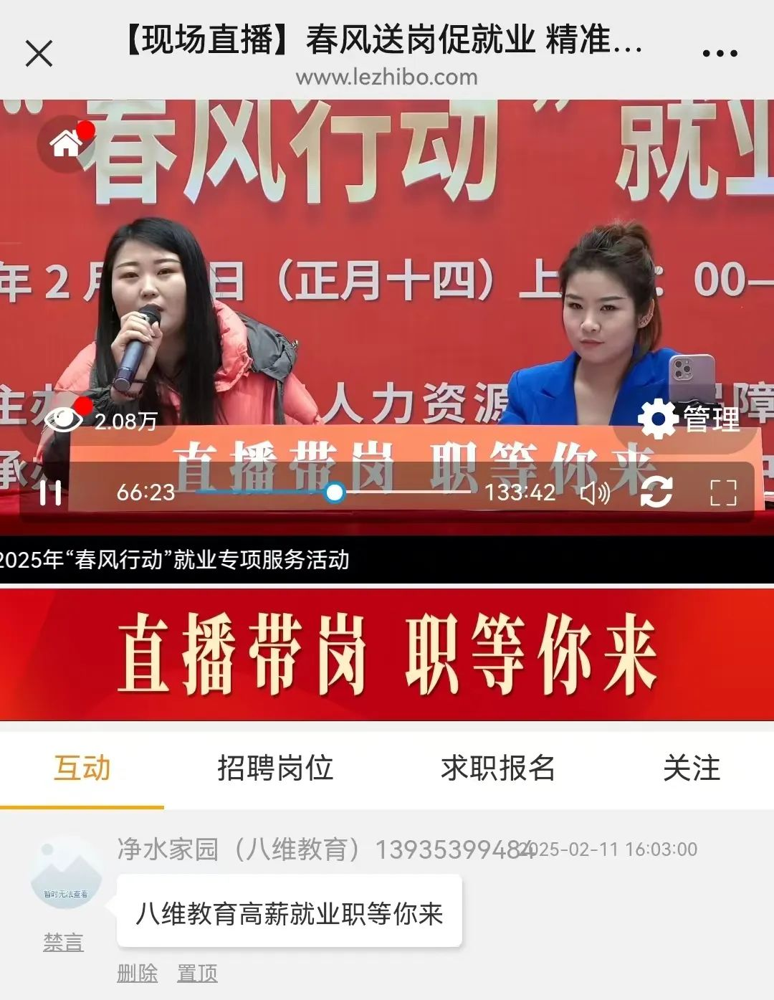 【现场直播】春风送岗促就业 精准...
www.lezhibo.com
“春风行动”就业
年2月 日（正月十四）上 ：00—
主办
人力资源
障
2.08万
管理
承办
直播带岗 职等你来
66:23
133:42
2025年“春风行动”就业专项服务活动
直播带岗 职等你来
互动
招聘岗位
求职报名
关注
净水家园（八维教育）13935399484
2025-02-11 16:03:00
暂时无法查看
八维教育高薪就业职等你来
禁言
删除 置顶